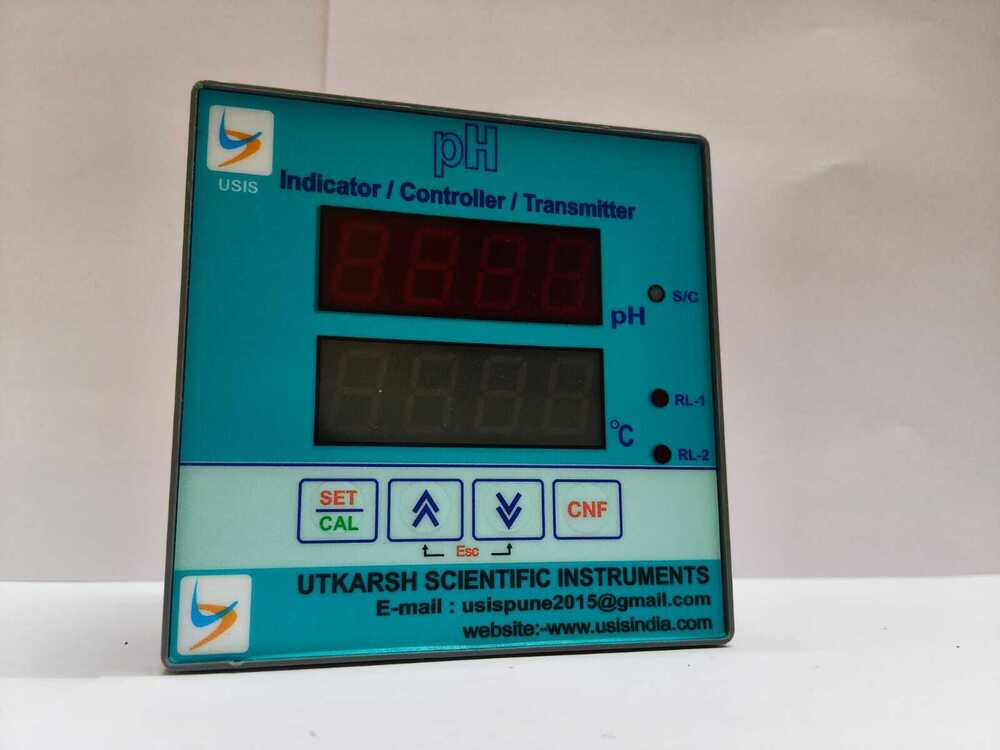 pH
USIS
Indicator / Controller / Transmitter
pH
S/C
°C
RL-1
RL-2
SET
CAL
CNF
Esc
UTKARSH SCIENTIFIC INSTRUMENTS
E-mail : usispune2015@gmail.com
website:-www.usisindia.com